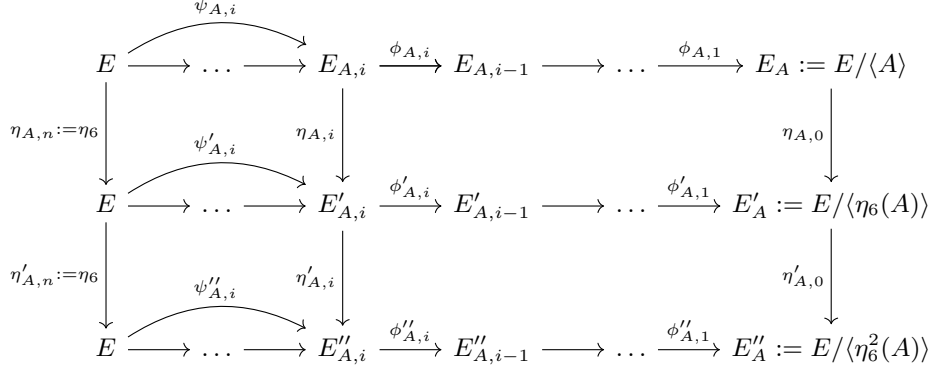 ψ_{A,i}
E … E_{A,i} ϕ_{A,i} E_{A,i−1} … ϕ_{A,1} E_A := E/⟨A⟩
η_{A,n}:=η_6 η_{A,i} η_{A,0}
ψ′_{A,i}
E … E′_{A,i} ϕ′_{A,i} E′_{A,i−1} … ϕ′_{A,1} E′_A := E/⟨η_6(A)⟩
η′_{A,n}:=η_6 η′_{A,i} η′_{A,0}
ψ′′_{A,i}
E … E′′_{A,i} ϕ′′_{A,i} E′′_{A,i−1} … ϕ′′_{A,1} E′′_A := E/⟨η_6^2(A)⟩